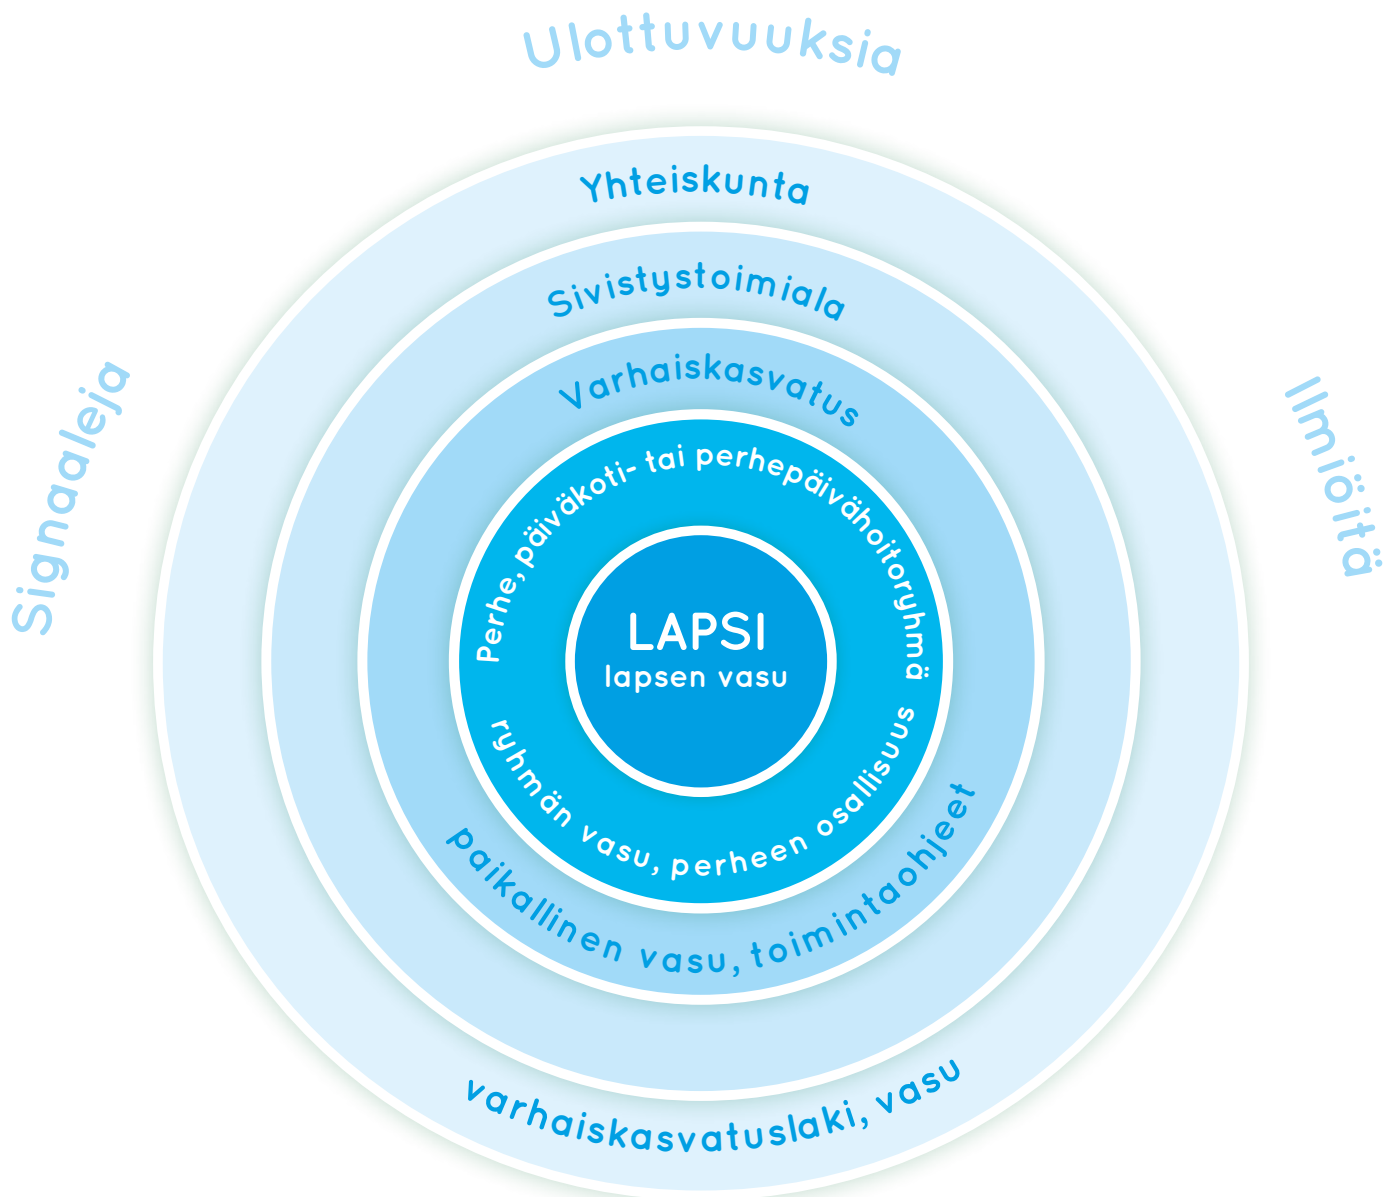 Ulottuvuuksia
Signaaleja
Ilmiöitä
Yhteiskunta
Sivistystoimiala
Varhaiskasvatus
Perhe, päiväkoti- tai perhepäivähoitoryhmä
LAPSI
lapsen vasu
ryhmän vasu, perheen osallisuus
paikallinen vasu, toimintaohjeet
varhaiskasvatuslaki, vasu